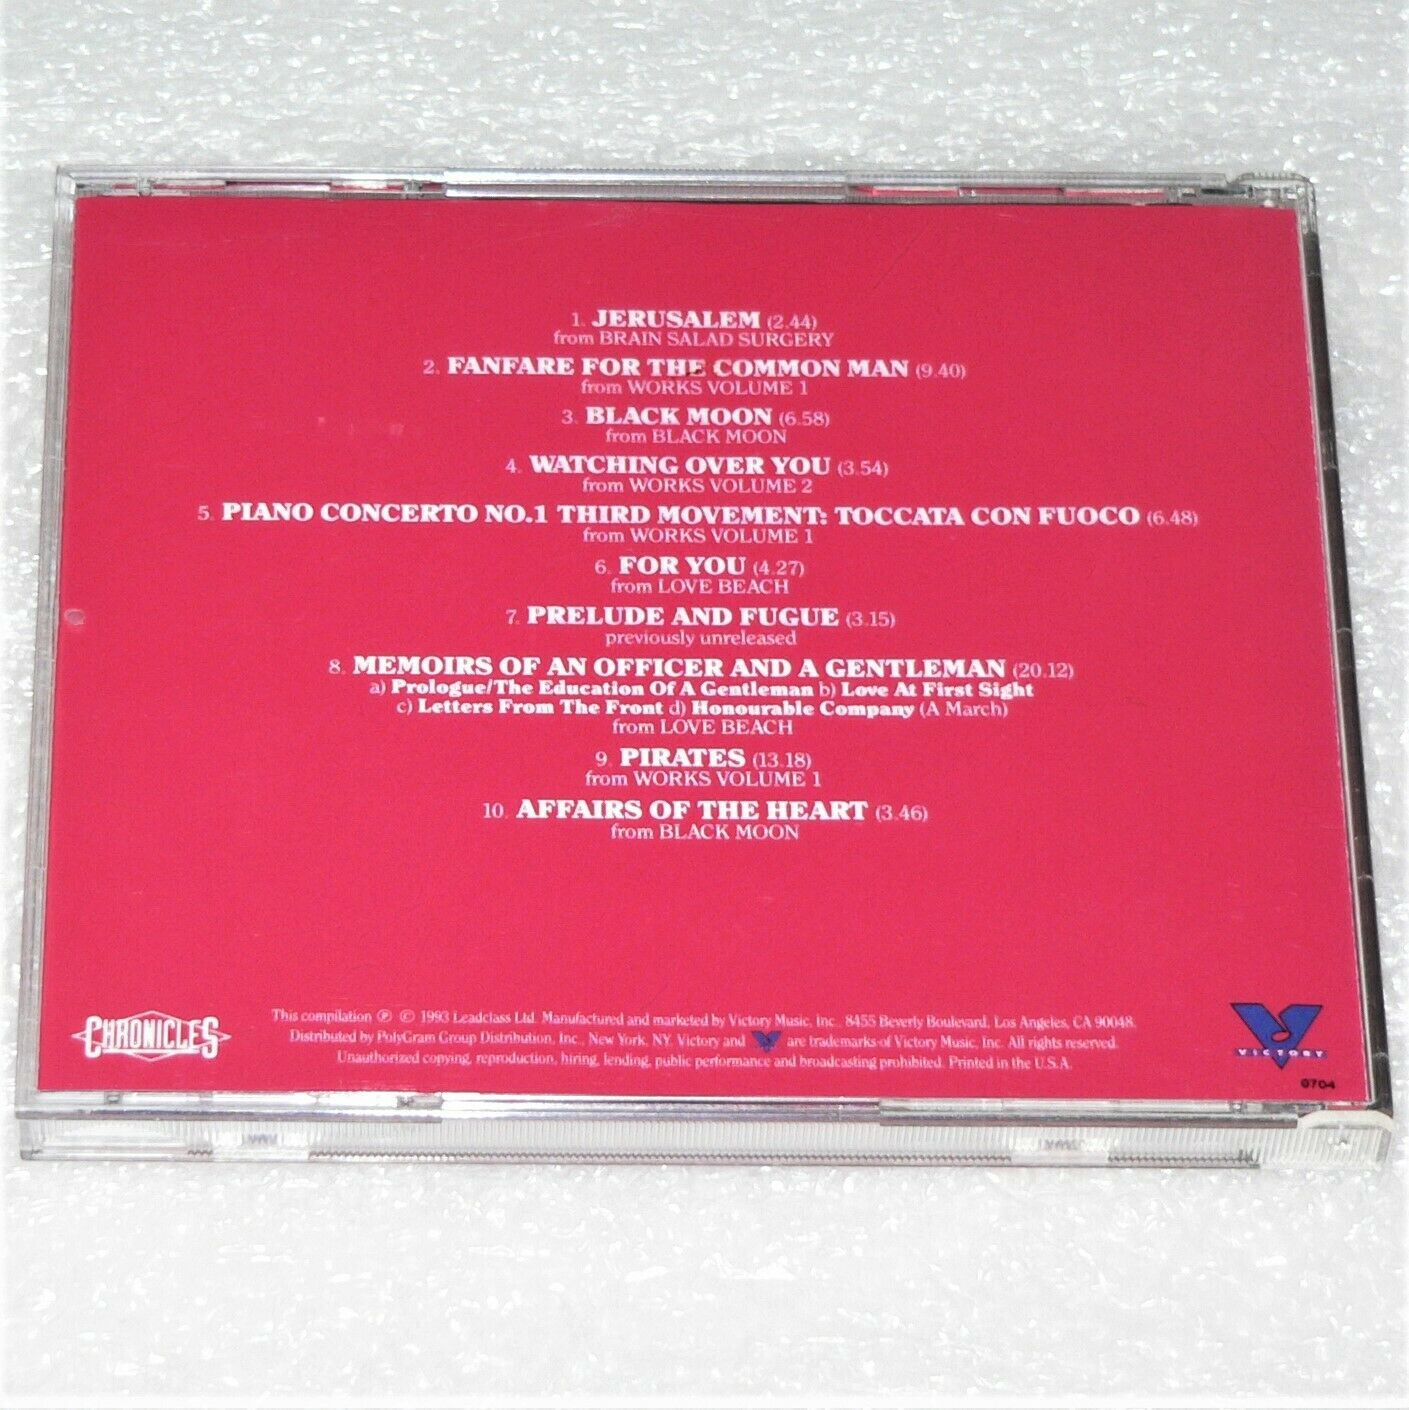 1. JERUSALEM (2.44)
from BRAIN SALAD SURGERY
2. FANFARE FOR THE COMMON MAN (9.40)
from WORKS VOLUME 1
3. BLACK MOON (6.58)
from BLACK MOON
4. WATCHING OVER YOU (3.54)
from WORKS VOLUME 2
5. PIANO CONCERTO NO.1 THIRD MOVEMENT: TOCCATA CON FUOCO (6.48)
from WORKS VOLUME 1
6. FOR YOU (4.27)
from LOVE BEACH
7. PRELUDE AND FUGUE (3.15)
previously unreleased
8. MEMOIRS OF AN OFFICER AND A GENTLEMAN (20.12)
a) Prologue/The Education Of A Gentleman b) Love At First Sight
c) Letters From The Front d) Honourable Company (A March)
from LOVE BEACH
9. PIRATES (13.18)
from WORKS VOLUME 1
10. AFFAIRS OF THE HEART (3.46)
from BLACK MOON
CHRONICLES
This compilation ℗ © 1993 Leadclass Ltd. Manufactured and marketed by Victory Music, Inc., 8455 Beverly Boulevard, Los Angeles, CA 90048.
Distributed by PolyGram Group Distribution, Inc., New York, NY. Victory and V are trademarks of Victory Music, Inc. All rights reserved.
Unauthorized copying, reproduction, hiring, lending, public performance and broadcasting prohibited. Printed in the U.S.A.
VICTORY
0704